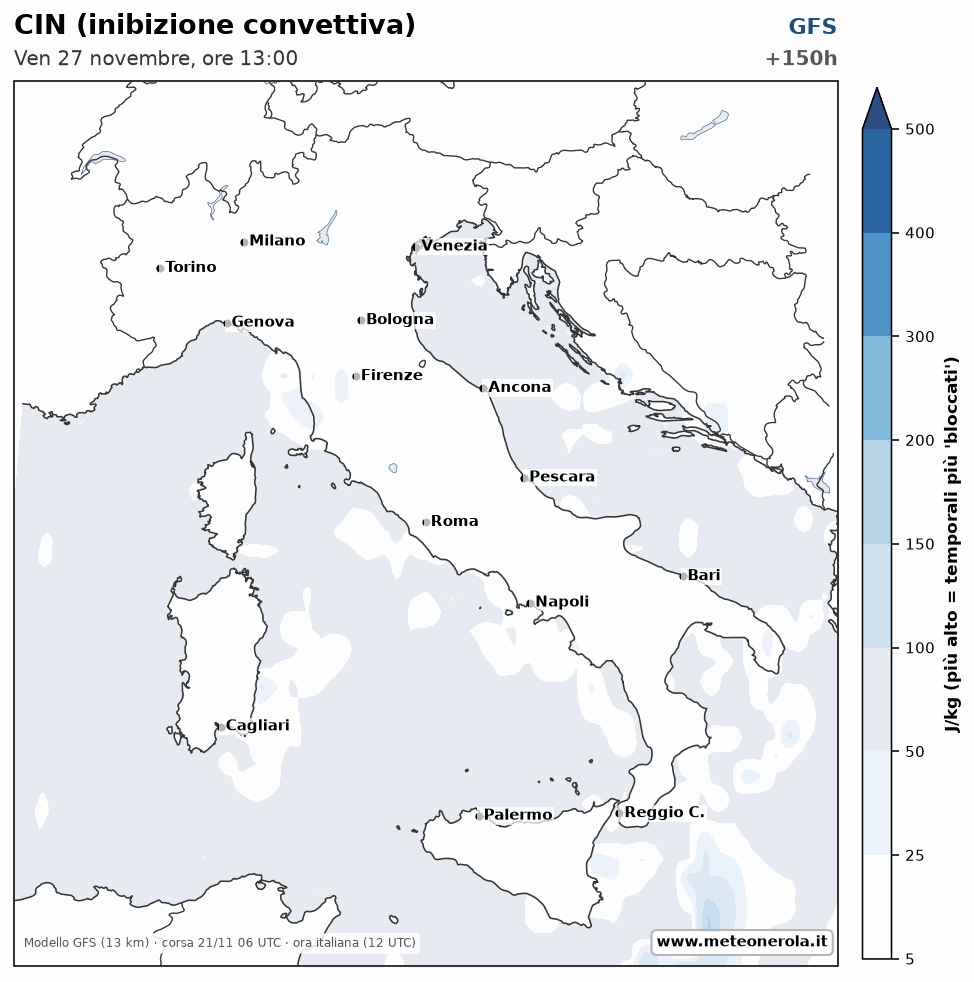 CIN (inibizione convettiva)
GFS
Ven 27 novembre, ore 13:00
+150h
500
400
300
200
150
100
50
25
5
J/kg (più alto = temporali più 'bloccati')
Milano
Venezia
Torino
Genova
Bologna
Firenze
Ancona
Pescara
Roma
Bari
Napoli
Cagliari
Palermo
Reggio C.
Modello GFS (13 km) · corsa 21/11 06 UTC · ora italiana (12 UTC)
www.meteonerola.it